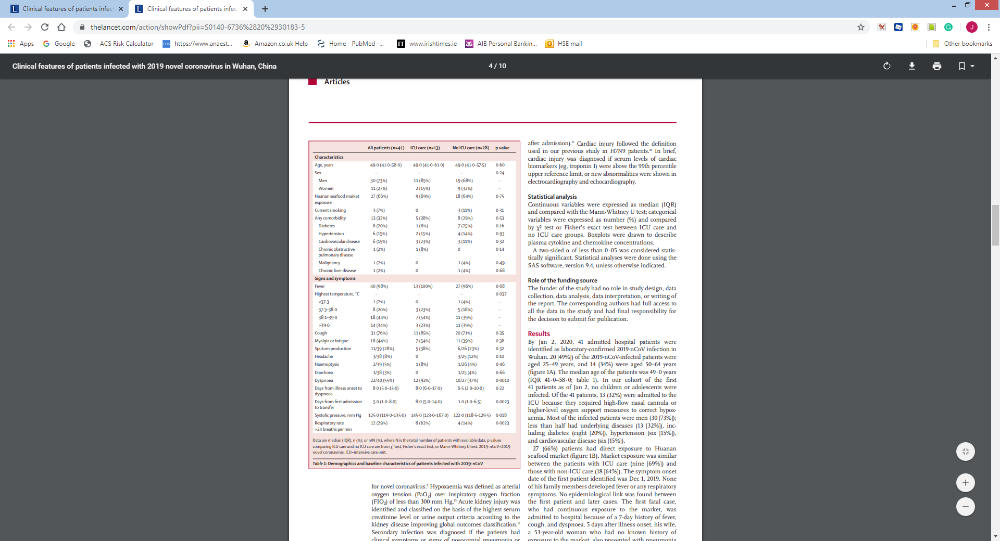 Clinical features of patients infect
Clinical features of patients infect
thelancet.com/action/showPdf?pii=S0140-6736%2820%2930183-5
J
Apps
Google
- ACS Risk Calculator
https://www.anaest...
Amazon.co.uk Help
Home - PubMed -...
www.irishtimes.ie
AIB Personal Bankin...
HSE mail
Other bookmarks
Clinical features of patients infected with 2019 novel coronavirus in Wuhan, China
4 / 10
Articles
All patients (n=41) ICU care (n=13) No ICU care (n=28) p value
Characteristics
Age, years 49·0 (41·0–58·0) 49·0 (41·0–61·0) 49·0 (41·0–57·5) 0·60
Sex ·· ·· ·· 0·24
Men 30 (73%) 11 (85%) 19 (68%) ··
Women 11 (27%) 2 (15%) 9 (32%) ··
Huanan seafood market 27 (66%) 9 (69%) 18 (64%) 0·75
exposure
Current smoking 3 (7%) 0 3 (11%) 0·31
Any comorbidity 13 (32%) 5 (38%) 8 (29%) 0·53
Diabetes 8 (20%) 1 (8%) 7 (25%) 0·16
Hypertension 6 (15%) 2 (15%) 4 (14%) 0·93
Cardiovascular disease 6 (15%) 3 (23%) 3 (11%) 0·32
Chronic obstructive 1 (2%) 1 (8%) 0 0·14
pulmonary disease
Malignancy 1 (2%) 0 1 (4%) 0·49
Chronic liver disease 1 (2%) 0 1 (4%) 0·68
Signs and symptoms
Fever 40 (98%) 13 (100%) 27 (96%) 0·68
Highest temperature, °C ·· ·· ·· 0·037
<37·3 1 (2%) 0 1 (4%) ··
37·3–38·0 8 (20%) 3 (23%) 5 (18%) ··
38·1–39·0 18 (44%) 7 (54%) 11 (39%) ··
>39·0 14 (34%) 3 (23%) 11 (39%) ··
Cough 31 (76%) 11 (85%) 20 (71%) 0·35
Myalgia or fatigue 18 (44%) 7 (54%) 11 (39%) 0·38
Sputum production 11/39 (28%) 5 (38%) 6/26 (23%) 0·32
Headache 3/38 (8%) 0 3/25 (12%) 0·10
Haemoptysis 2/39 (5%) 1 (8%) 1/26 (4%) 0·46
Diarrhoea 1/38 (3%) 0 1/25 (4%) 0·66
Dyspnoea 22/40 (55%) 12 (92%) 10/27 (37%) 0·0010
Days from illness onset to 8·0 (5·0–13·0) 8·0 (6·0–17·0) 6·5 (2·0–10·0) 0·22
dyspnoea
Days from first admission 5·0 (1·0–8·0) 8·0 (5·0–14·0) 1·0 (1·0–6·5) 0·0023
to transfer
Systolic pressure, mm Hg 125·0 (119·0–135·0) 145·0 (123·0–167·0) 122·0 (118·5–129·5) 0·018
Respiratory rate 12 (29%) 8 (62%) 4 (14%) 0·0023
>24 breaths per min
Data are median (IQR), n (%), or n/N (%), where N is the total number of patients with available data. p values
comparing ICU care and no ICU care are from χ² test, Fisher's exact test, or Mann-Whitney U test. 2019-nCoV=2019
novel coronavirus. ICU=intensive care unit.
Table 1: Demographics and baseline characteristics of patients infected with 2019-nCoV
for novel coronavirus.⁹ Hypoxaemia was defined as arterial
oxygen tension (PaO₂) over inspiratory oxygen fraction
(FIO₂) of less than 300 mm Hg.¹⁵ Acute kidney injury was
identified and classified on the basis of the highest serum
creatinine level or urine output criteria according to the
kidney disease improving global outcomes classification.¹⁶
Secondary infection was diagnosed if the patients had
clinical symptoms or signs of nosocomial pneumonia or
after admission).¹⁷ Cardiac injury followed the definition
used in our previous study in H7N9 patients.¹⁸ In brief,
cardiac injury was diagnosed if serum levels of cardiac
biomarkers (eg, troponin I) were above the 99th percentile
upper reference limit, or new abnormalities were shown in
electrocardiography and echocardiography.
Statistical analysis
Continuous variables were expressed as median (IQR)
and compared with the Mann-Whitney U test; categorical
variables were expressed as number (%) and compared
by χ² test or Fisher's exact test between ICU care and
no ICU care groups. Boxplots were drawn to describe
plasma cytokine and chemokine concentrations.
A two-sided α of less than 0·05 was considered statis-
tically significant. Statistical analyses were done using the
SAS software, version 9.4, unless otherwise indicated.
Role of the funding source
The funder of the study had no role in study design, data
collection, data analysis, data interpretation, or writing of
the report. The corresponding authors had full access to
all the data in the study and had final responsibility for
the decision to submit for publication.
Results
By Jan 2, 2020, 41 admitted hospital patients were
identified as laboratory-confirmed 2019-nCoV infection in
Wuhan. 20 [49%]) of the 2019-nCoV-infected patients were
aged 25–49 years, and 14 (34%) were aged 50–64 years
(figure 1A). The median age of the patients was 49·0 years
(IQR 41·0–58·0; table 1). In our cohort of the first
41 patients as of Jan 2, no children or adolescents were
infected. Of the 41 patients, 13 (32%) were admitted to the
ICU because they required high-flow nasal cannula or
higher-level oxygen support measures to correct hypox-
aemia. Most of the infected patients were men (30 [73%]);
less than half had underlying diseases (13 [32%]), inc-
luding diabetes (eight [20%]), hypertension (six [15%]),
and cardiovascular disease (six [15%]).
27 (66%) patients had direct exposure to Huanan
seafood market (figure 1B). Market exposure was similar
between the patients with ICU care (nine [69%]) and
those with non-ICU care (18 [64%]). The symptom onset
date of the first patient identified was Dec 1, 2019. None
of his family members developed fever or any respiratory
symptoms. No epidemiological link was found between
the first patient and later cases. The first fatal case,
who had continuous exposure to the market, was
admitted to hospital because of a 7-day history of fever,
cough, and dyspnoea. 5 days after illness onset, his wife,
a 53-year-old woman who had no known history of
exposure to the market, also presented with pneumonia